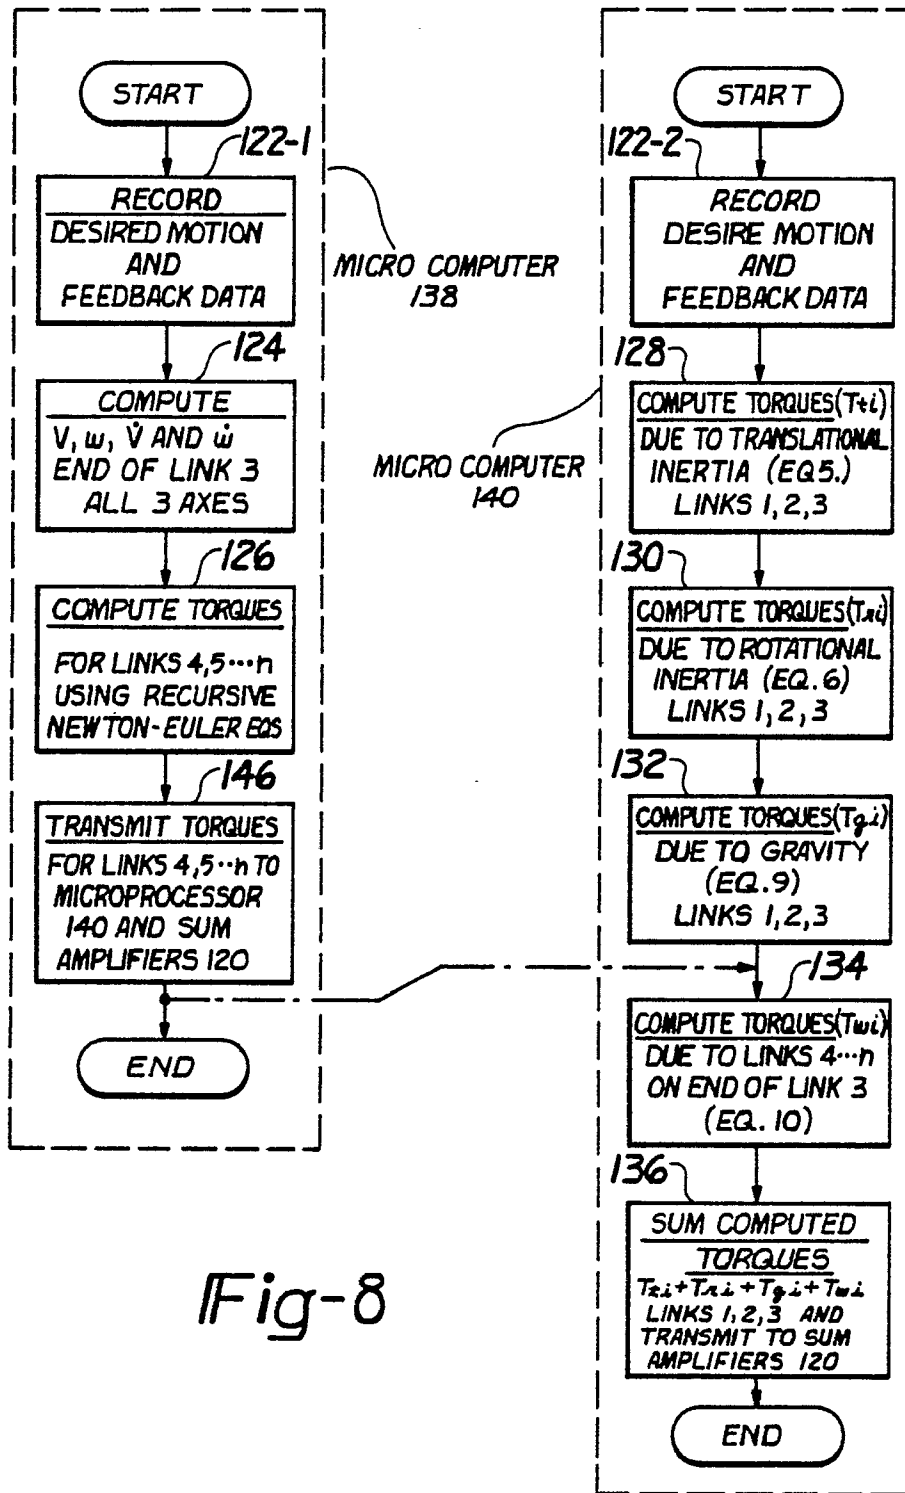 START
122-1
RECORD
DESIRED MOTION
AND
FEEDBACK DATA
MICRO COMPUTER
138
124
COMPUTE
V, ω, V̇ AND ω̇
END OF LINK 3
ALL 3 AXES
126
COMPUTE TORQUES
FOR LINKS 4,5···n
USING RECURSIVE
NEWTON-EULER EQS
146
TRANSMIT TORQUES
FOR LINKS 4,5··n TO
MICROPROCESSOR
140 AND SUM
AMPLIFIERS 120
END
START
122-2
RECORD
DESIRE MOTION
AND
FEEDBACK DATA
MICRO COMPUTER
140
128
COMPUTE TORQUES(Tti)
DUE TO TRANSLATIONAL
INERTIA (EQ5.)
LINKS 1,2,3
130
COMPUTE TORQUES(Tri)
DUE TO ROTATIONAL
INERTIA (EQ.6)
LINKS 1,2,3
132
COMPUTE TORQUES(Tgi)
DUE TO GRAVITY
(EQ.9)
LINKS 1,2,3
134
COMPUTE TORQUES(Twi)
DUE TO LINKS 4···n
ON END OF LINK 3
(EQ. 10)
136
SUM COMPUTED
TORQUES
Tti+Tri+Tgi+Twi
LINKS 1,2,3 AND
TRANSMIT TO SUM
AMPLIFIERS 120
END
Fig-8